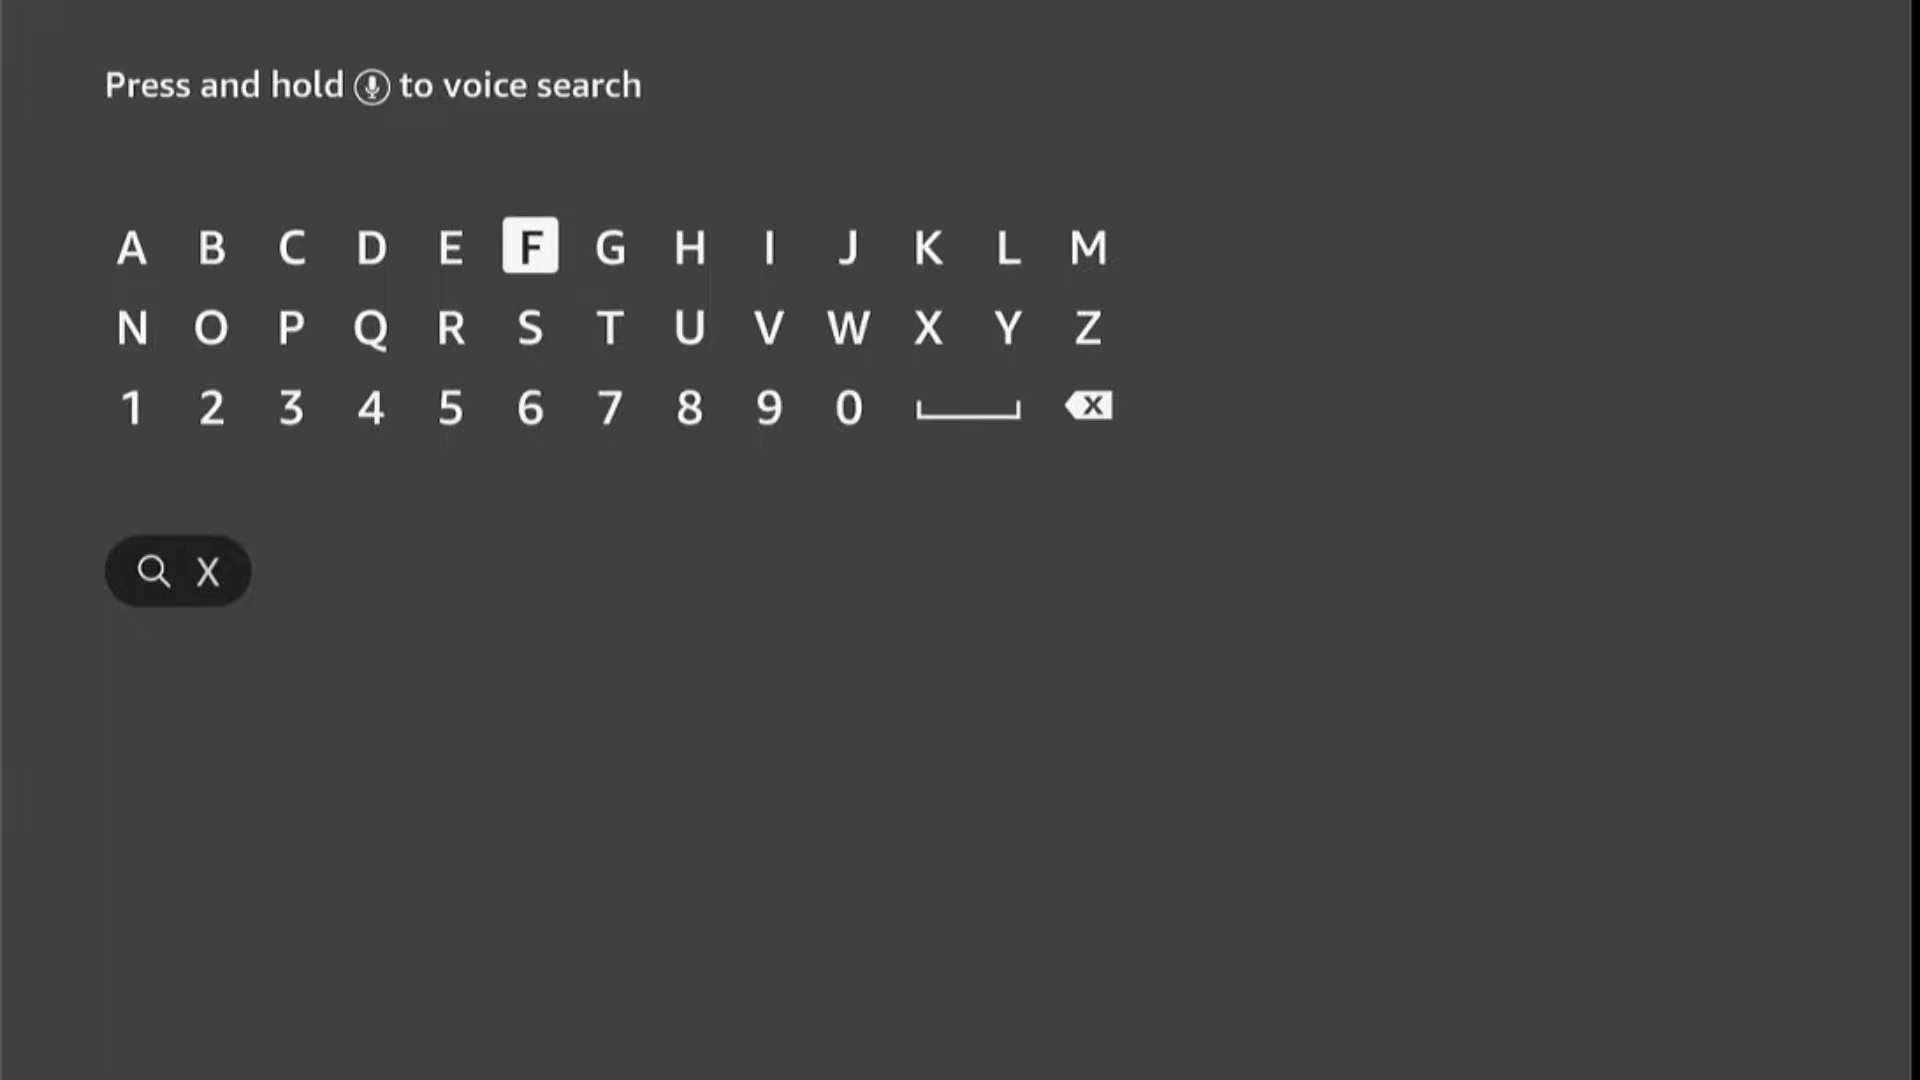 Press and hold to voice search
A B C D E F G H I J K L M
N O P Q R S T U V W X Y Z
1 2 3 4 5 6 7 8 9 0
X